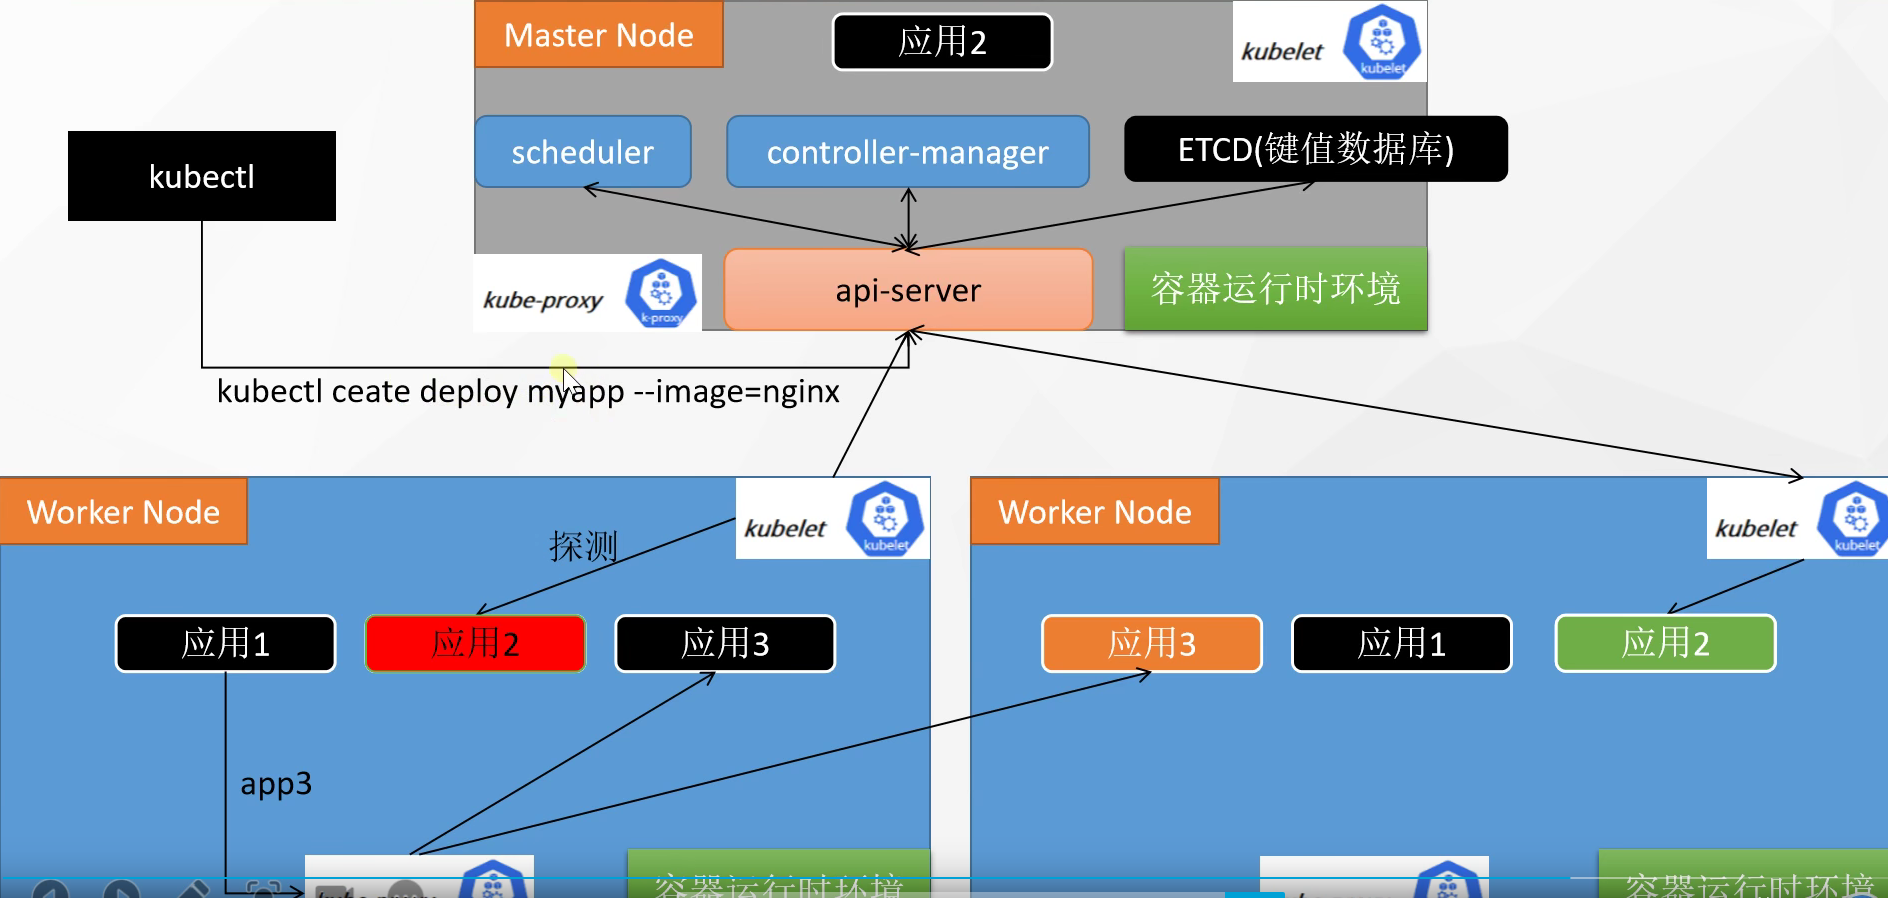 Master Node
应用2
kubelet
kubelet
scheduler
controller-manager
ETCD(键值数据库)
kubectl
kube-proxy
k-proxy
api-server
容器运行时环境
kubectl ceate deploy myapp --image=nginx
Worker Node
探测
kubelet
kubelet
Worker Node
kubelet
kubelet
应用1
应用2
应用3
应用3
应用1
应用2
app3
容器运行时环境
容器运行时环境